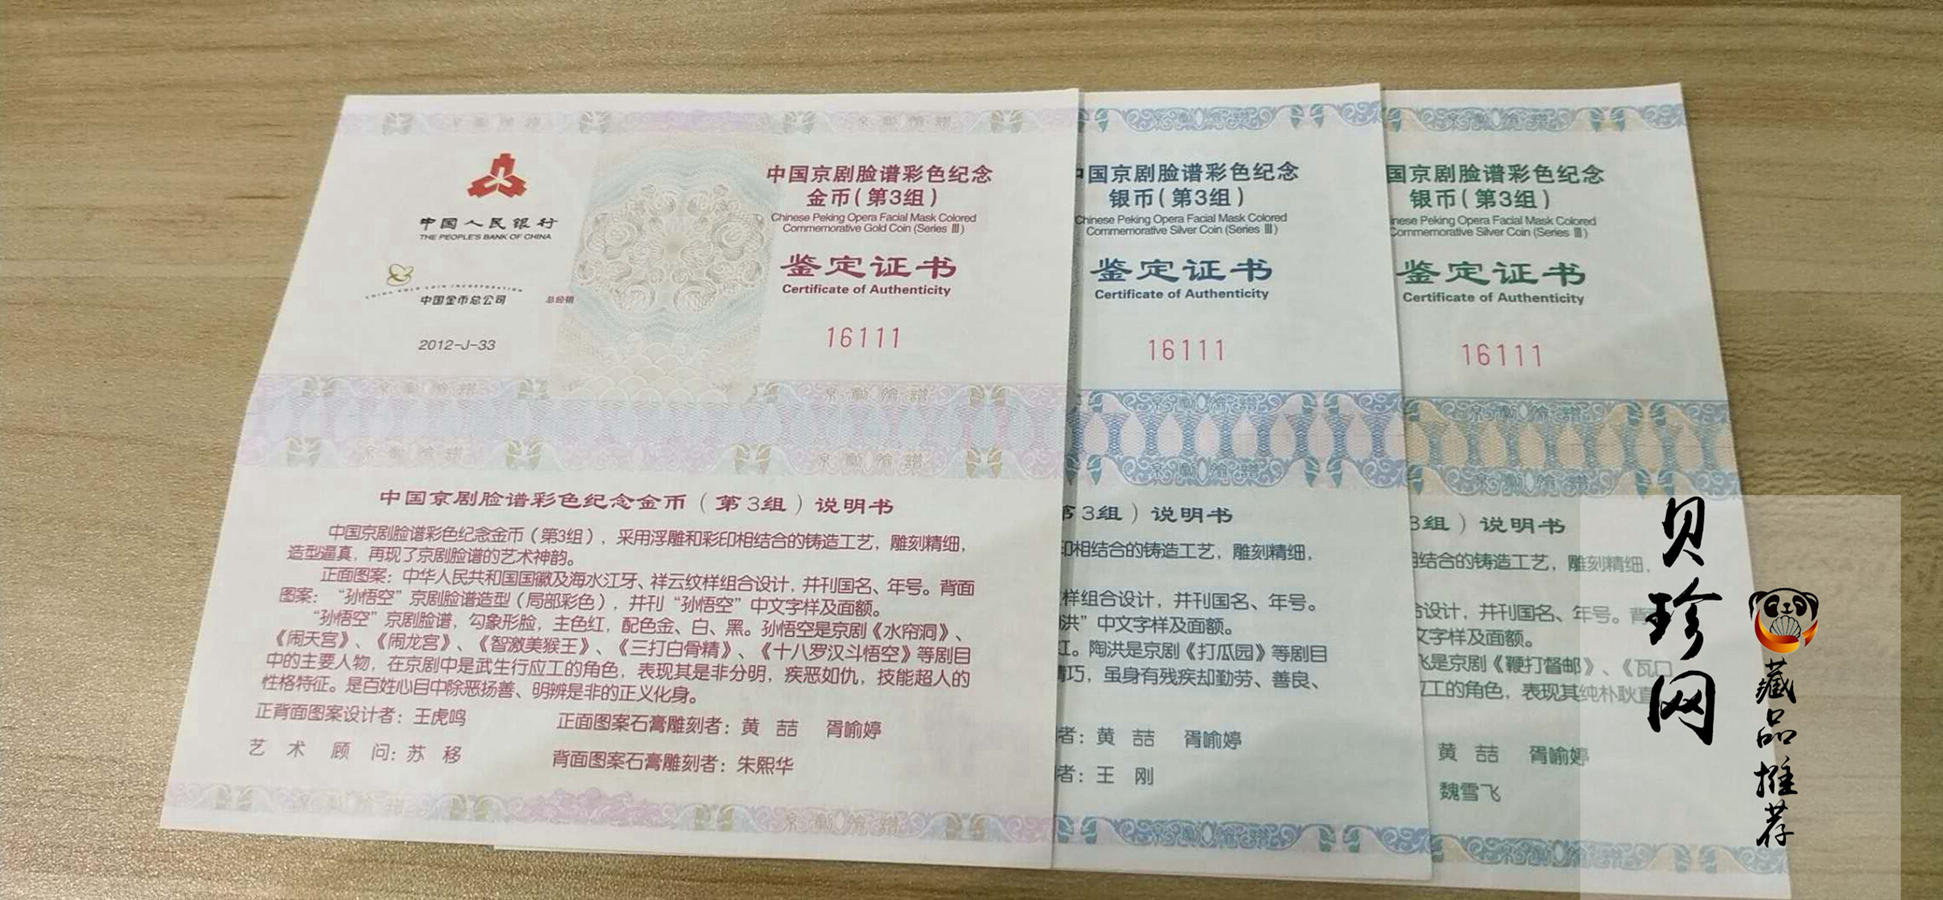 中国人民银行
THE PEOPLE'S BANK OF CHINA
CHINA GOLD COIN INCORPORATION
中国金币总公司
总经销
2012-J-33
中国京剧脸谱彩色纪念
金币(第3组)
Chinese Peking Opera Facial Mask Colored
Commemorative Gold Coin (Series Ⅲ)
鉴定证书
Certificate of Authenticity
16111
中国京剧脸谱彩色纪念金币(第3组)说明书
中国京剧脸谱彩色纪念金币(第3组),采用浮雕和彩印相结合的铸造工艺,雕刻精细,
造型逼真,再现了京剧脸谱的艺术神韵。
正面图案:中华人民共和国国徽及海水江牙、祥云纹样组合设计,并刊国名、年号。背面
图案:“孙悟空”京剧脸谱造型(局部彩色),并刊“孙悟空”中文字样及面额。
“孙悟空”京剧脸谱,勾象形脸,主色红,配色金、白、黑。孙悟空是京剧《水帘洞》、
《闹天宫》、《闹龙宫》、《智激美猴王》、《三打白骨精》、《十八罗汉斗悟空》等剧目
中的主要人物,在京剧中是武生行应工的角色,表现其是非分明,疾恶如仇,技能超人的
性格特征。是百姓心目中除恶扬善、明辨是非的正义化身。
正背面图案设计者:王虎鸣
正面图案石膏雕刻者:黄 喆 胥喻婷
艺 术 顾 问:苏 移
背面图案石膏雕刻者:朱熙华
中国京剧脸谱彩色纪念
银币(第3组)
Chinese Peking Opera Facial Mask Colored
Commemorative Silver Coin (Series Ⅲ)
鉴定证书
Certificate of Authenticity
16111
3组)说明书
相结合的铸造工艺,雕刻精细,
样组合设计,并刊国名、年号。
洪”中文字样及面额。
红。陶洪是京剧《打瓜园》等剧目
精巧,虽身有残疾却勤劳、善良、
者:黄 喆 胥喻婷
者:王 刚
国京剧脸谱彩色纪念
银币(第3组)
nese Peking Opera Facial Mask Colored
Commemorative Silver Coin (Series Ⅲ)
鉴定证书
Certificate of Authenticity
16111
3组)说明书
相结合的铸造工艺,雕刻精细,
合设计,并刊国名、年号。背
文字样及面额。
飞是京剧《鞭打督邮》、《瓦口
应工的角色,表现其纯朴耿直
黄 喆 胥喻婷
魏雪飞
贝珍网
藏品推荐